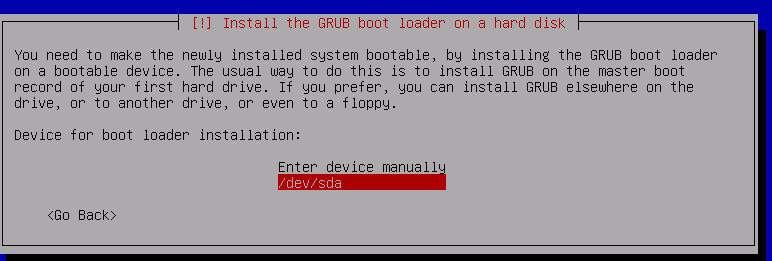 [!] Install the GRUB boot loader on a hard disk
You need to make the newly installed system bootable, by installing the GRUB boot loader
on a bootable device. The usual way to do this is to install GRUB on the master boot
record of your first hard drive. If you prefer, you can install GRUB elsewhere on the
drive, or to another drive, or even to a floppy.
Device for boot loader installation:
Enter device manually
/dev/sda
<Go Back>